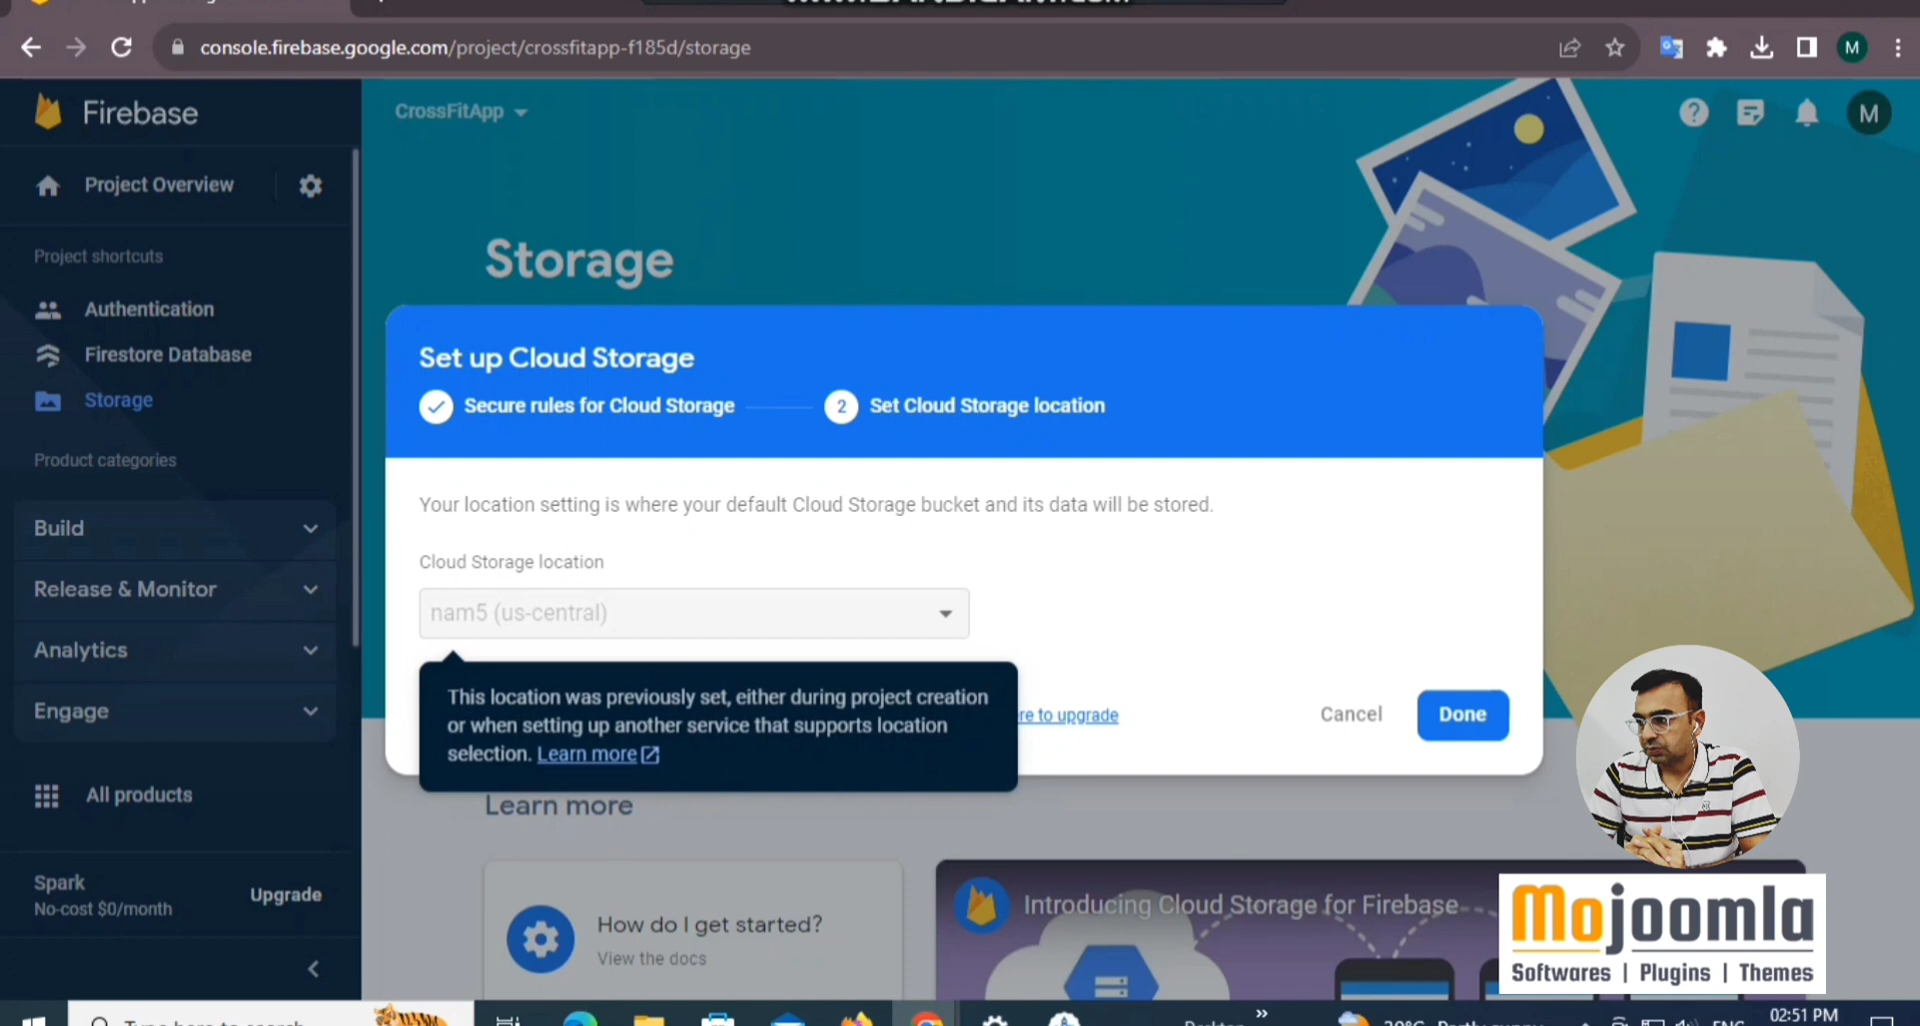 console.firebase.google.com/project/crossfitapp-f185d/storage
M
Firebase
CrossFitApp
M
Project Overview
Project shortcuts
Authentication
Firestore Database
Storage
Product categories
Build
Release & Monitor
Analytics
Engage
All products
Spark
No-cost $0/month
Upgrade
Storage
Set up Cloud Storage
Secure rules for Cloud Storage
2 Set Cloud Storage location
Your location setting is where your default Cloud Storage bucket and its data will be stored.
Cloud Storage location
nam5 (us-central)
This location was previously set, either during project creation
or when setting up another service that supports location
selection. Learn more
re to upgrade
Cancel
Done
Learn more
How do I get started?
View the docs
Introducing Cloud Storage for Firebase
Mojoomla
Softwares | Plugins | Themes
Type here to search
02:51 PM